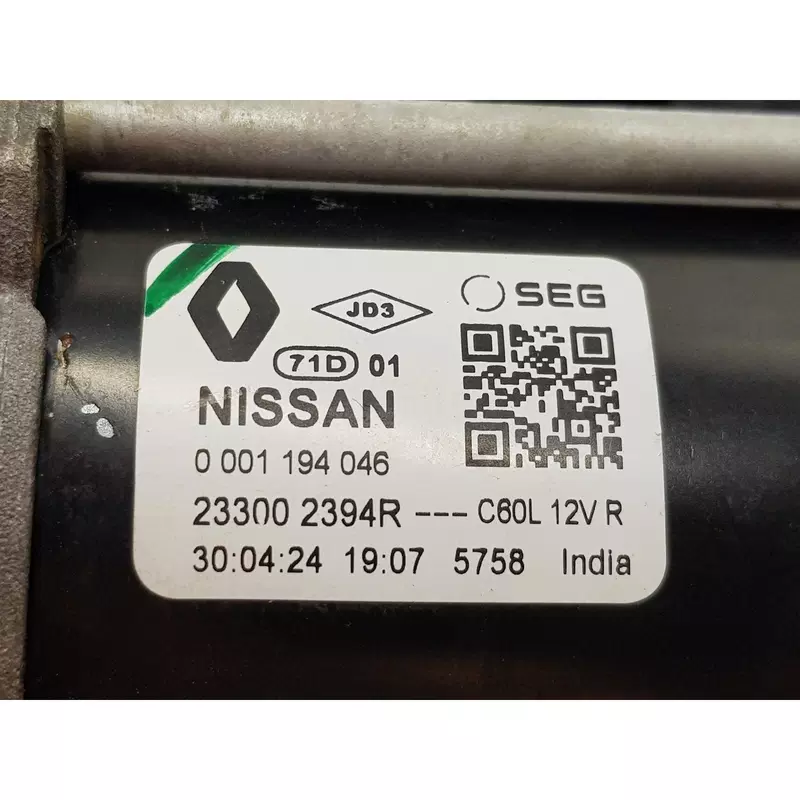 JD3
SEG
71D 01
NISSAN
0 001 194 046
23300 2394R --- C60L 12V R
30:04:24 19:07 5758 India